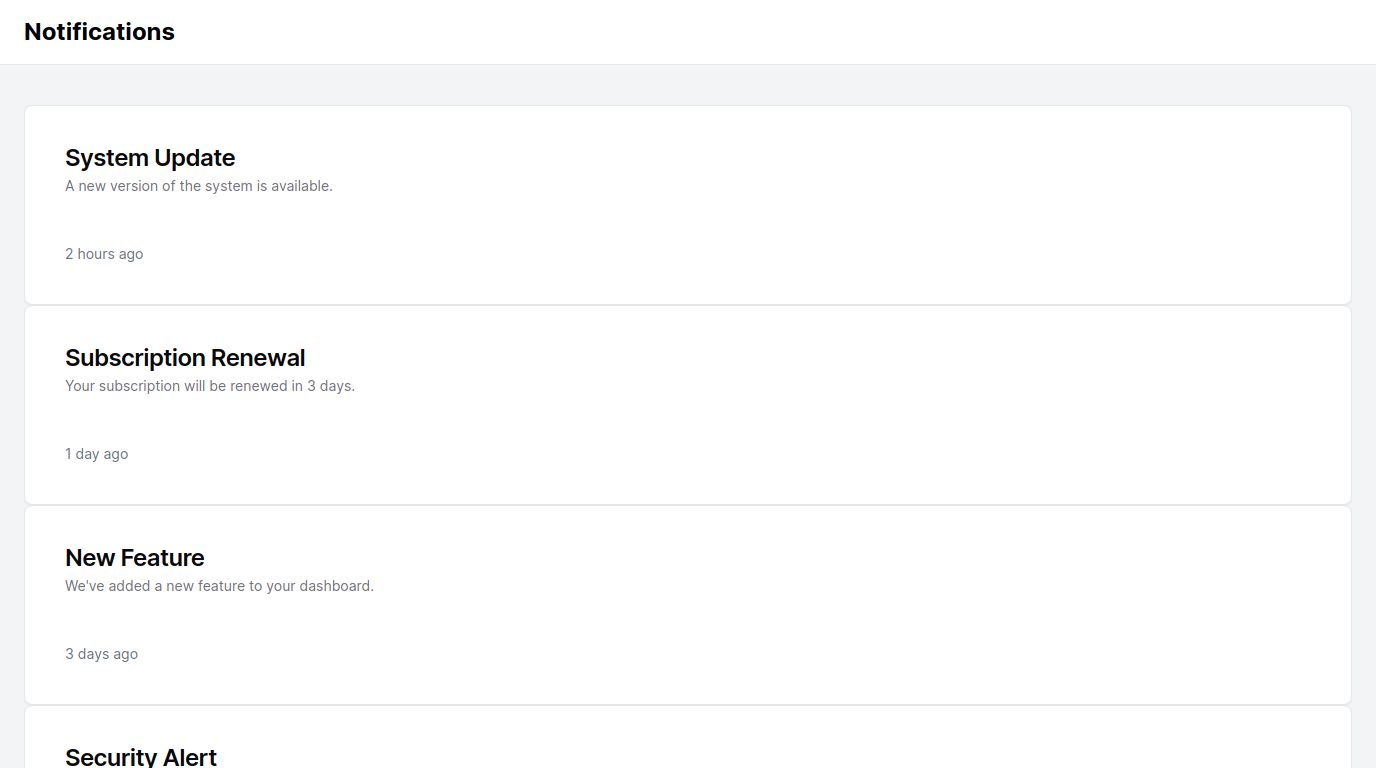 Notifications
System Update
A new version of the system is available.
2 hours ago
Subscription Renewal
Your subscription will be renewed in 3 days.
1 day ago
New Feature
We've added a new feature to your dashboard.
3 days ago
Security Alert